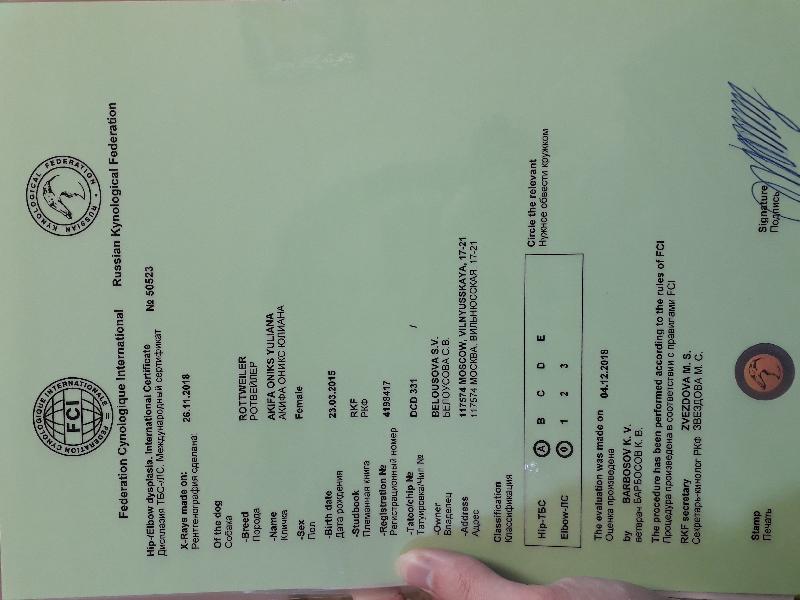 FEDERATION CYNOLOGIQUE INTERNATIONALE
FCI
RUSSIAN KYNOLOGICAL FEDERATION
Federation Cynologique International Russian Kynological Federation
Hip-/Elbow dysplasia. International Certificate № 50523
Дисплазия ТБС-/ЛС. Международный сертификат
X-Rays made on: 26.11.2018
Рентгенография сделана:
Of the dog
Собака
-Breed ROTTWEILER
Порода РОТВЕЙЛЕР
-Name AKIFA ONIKS YULIANA
Кличка АКИФА ОНИКС ЮЛИАНА
-Sex Female
Пол
-Birth date 23.03.2015
Дата рождения
-Studbook RKF
Племенная книга РКФ
-Registration № 4198417
Регистрационный номер
-Tatoo/chip № DCD 331 /
Татуировка/Чип №
-Owner BELOUSOVA S.V.
Владелец БЕЛОУСОВА С.В.
-Address 117574 MOSCOW, VILNYUSSKAYA, 17-21
Адрес 117574 МОСКВА, ВИЛЬНЮССКАЯ, 17-21
Classification
Классификация
Circle the relevant
Нужное обвести кружком
Hip-ТБС A B C D E
Elbow-ЛС 0 1 2 3
The evaluation was made on 04.12.2018
Оценка произведена
by BARBOSOV K. V.
ветврач БАРБОСОВ К. В.
The procedure has been performed according to the rules of FCI
Процедура произведена в соответствии с правилами FCI
RKF secretary ZVEZDOVA M. S.
Секретарь-кинолог РКФ ЗВЕЗДОВА М. С.
Stamp Signature
Печать Подпись